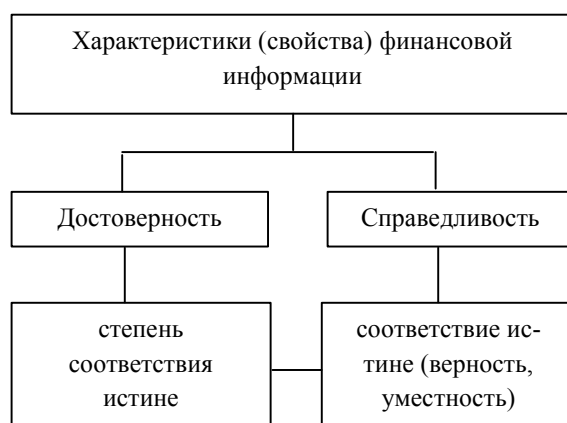 Характеристики (свойства) финансовой
информации
Достоверность
Справедливость
степень
соответствия
истине
соответствие ис-
тине (верность,
уместность)